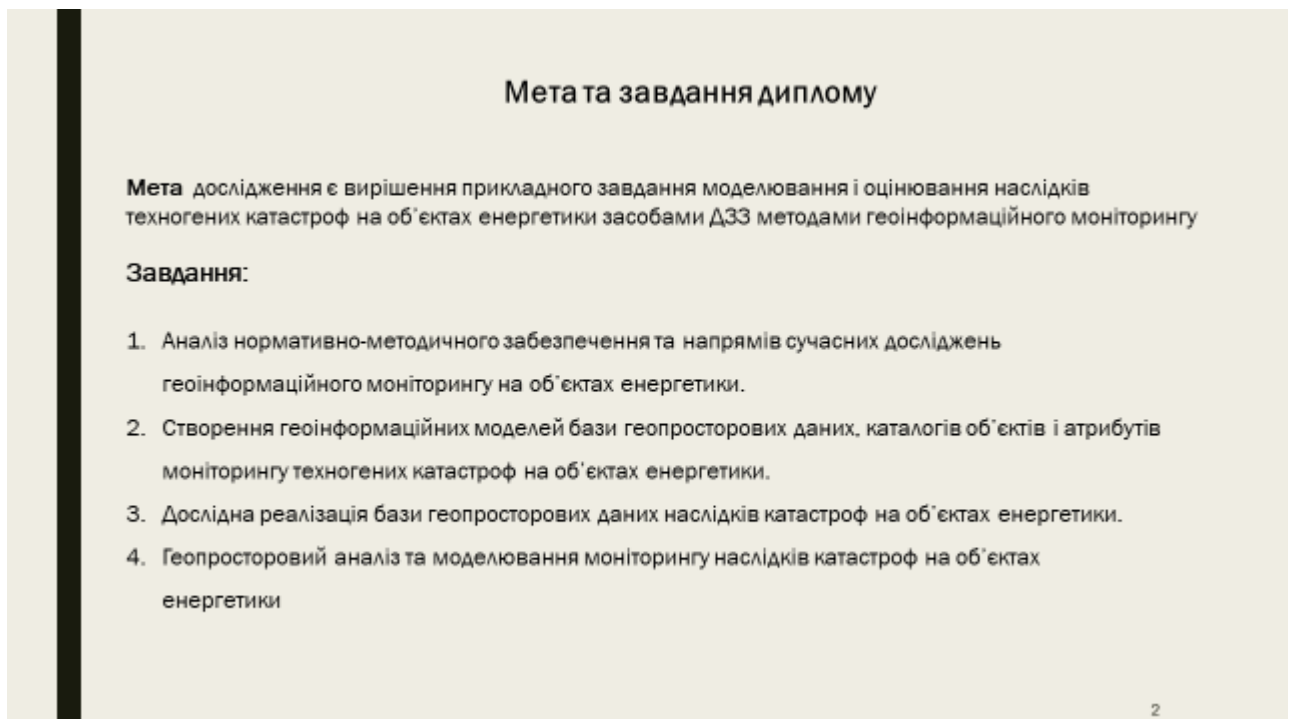 Мета та завдання диплому
Мета дослідження є вирішення прикладного завдання моделювання і оцінювання наслідків
техногених катастроф на об'єктах енергетики засобами ДЗЗ методами геоінформаційного моніторингу
Завдання:
1. Аналіз нормативно-методичного забезпечення та напрямів сучасних досліджень
геоінформаційного моніторингу на об'єктах енергетики.
2. Створення геоінформаційних моделей бази геопросторових даних, каталогів об'єктів і атрибутів
моніторингу техногених катастроф на об'єктах енергетики.
3. Дослідна реалізація бази геопросторових даних наслідків катастроф на об'єктах енергетики.
4. Геопросторовий аналіз та моделювання моніторингу наслідків катастроф на об'єктах
енергетики
2